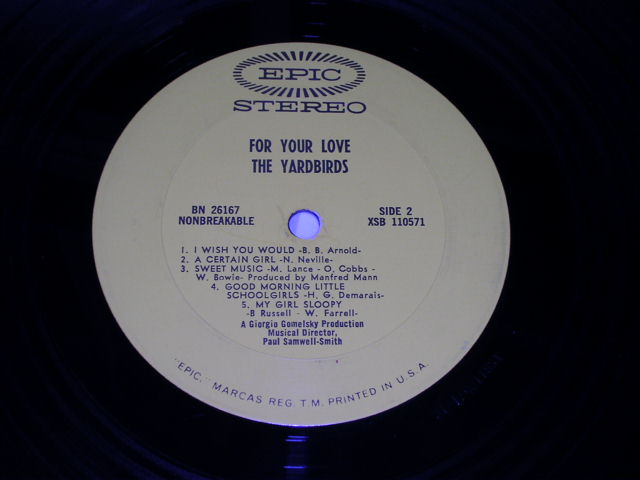 EPIC
STEREO
FOR YOUR LOVE
THE YARDBIRDS
BN 26167
NONBREAKABLE
SIDE 2
XSB 110571
1. I WISH YOU WOULD -B. B. Arnold-
2. A CERTAIN GIRL -N. Neville-
3. SWEET MUSIC -M. Lance - O. Cobbs -
W. Bowie- Produced by Manfred Mann
4. GOOD MORNING LITTLE
SCHOOLGIRLS -H. G. Demarais-
5. MY GIRL SLOOPY
-B Russell - W. Farrell-
A Giorgio Gomelsky Production
Musical Director,
Paul Samwell-Smith
"EPIC," MARCAS REG. T.M. PRINTED IN U.S.A.